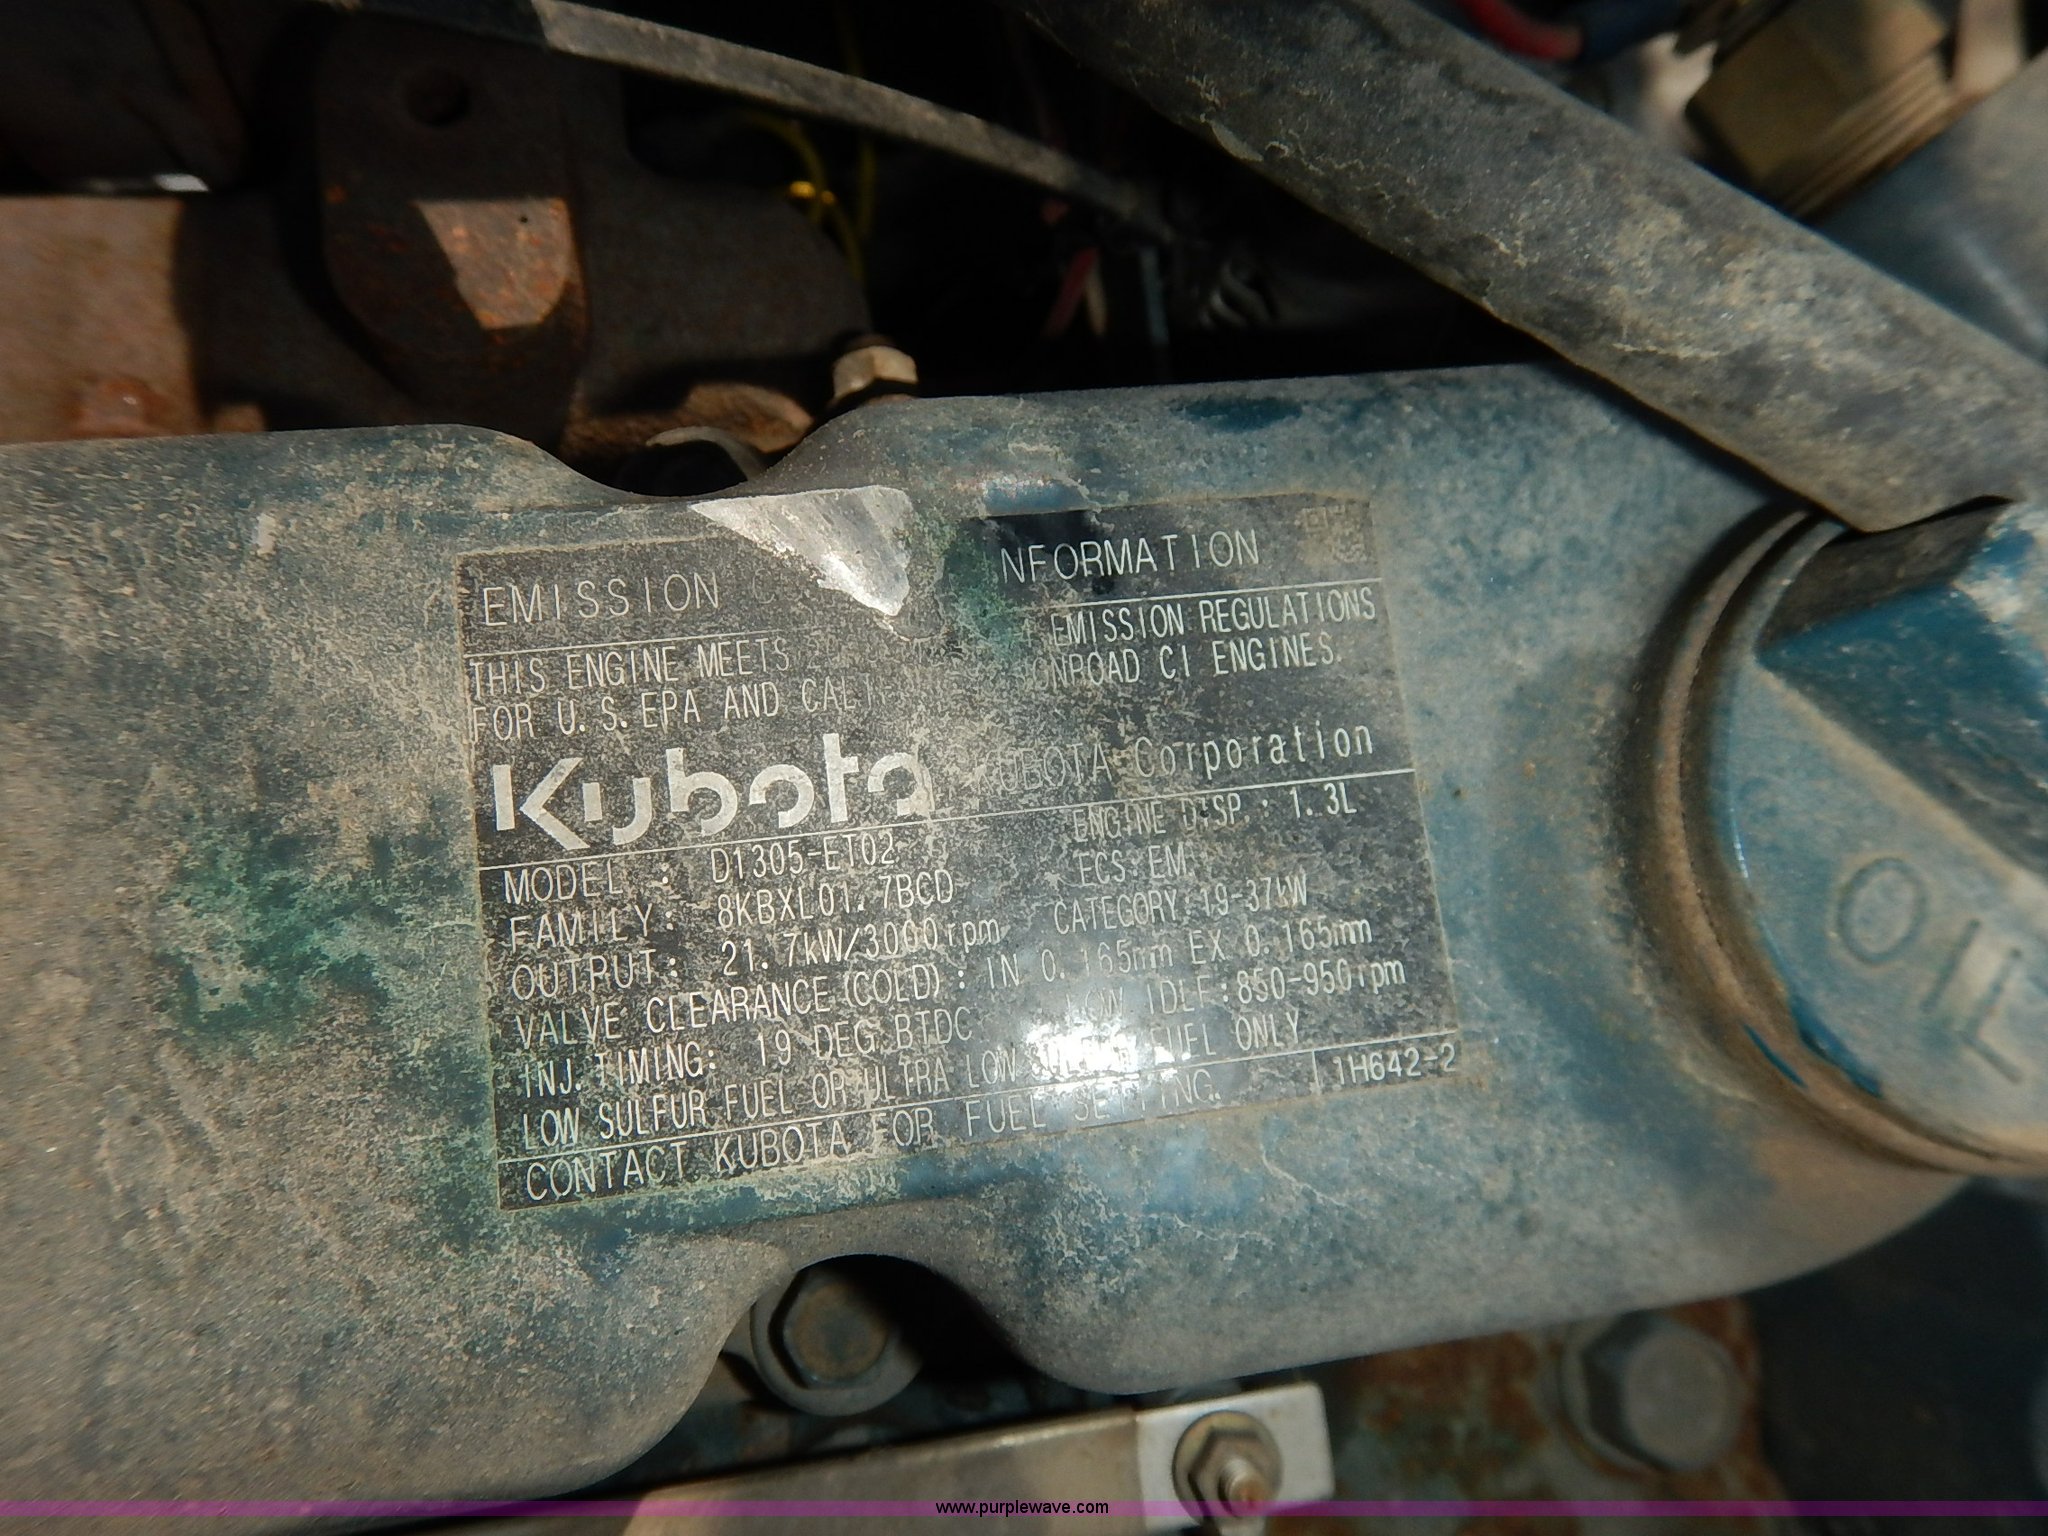 EMISSION NFORMATION
THIS ENGINE MEETS EMISSION REGULATIONS
FOR U.S. EPA AND CAL ONROAD CI ENGINES.
Kubota KUBOTA Corporation
MODEL : D1305-ET02 ENGINE DISP. : 1.3L
FAMILY: 8KBXL01.7BCD ECS:EM
OUTPUT: 21.7kW/3000rpm CATEGORY:19-37kW
VALVE CLEARANCE(COLD): IN 0.165mm EX 0.165mm
INJ.TIMING: 19 DEG.BTDC LOW IDLE:850-950rpm
LOW SULFUR FUEL OR ULTRA LOW SULFUR FUEL ONLY
CONTACT KUBOTA FOR FUEL SETTING. 1H642-2
OIL
www.purplewave.com